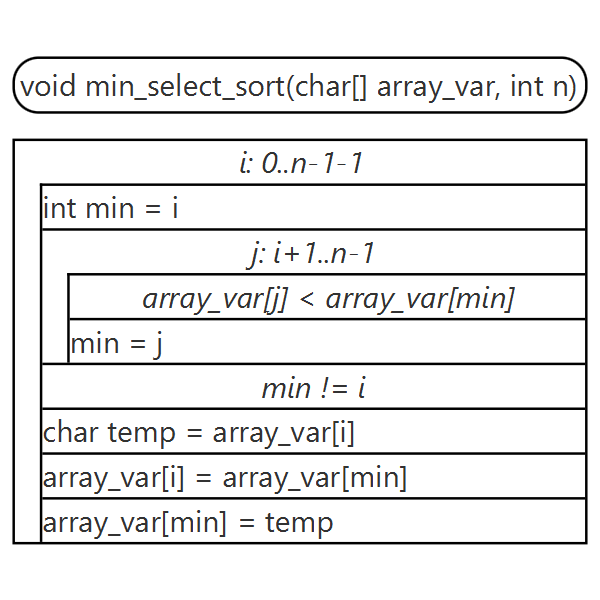 void min_select_sort(char[] array_var, int n)
i: 0..n-1-1
int min = i
j: i+1..n-1
array_var[j] < array_var[min]
min = j
min != i
char temp = array_var[i]
array_var[i] = array_var[min]
array_var[min] = temp